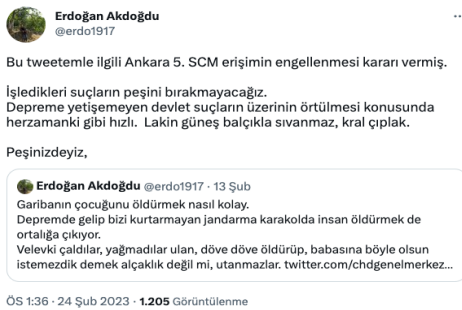 Erdoğan Akdoğdu
@erdo1917
Bu tweetemle ilgili Ankara 5. SCM erişimin engellenmesi kararı vermiş.
İşledikleri suçların peşini bırakmayacağız.
Depreme yetişemeyen devlet suçların üzerinin örtülmesi konusunda
herzamanki gibi hızlı. Lakin güneş balçıkla sıvanmaz, kral çıplak.
Peşinizdeyiz,
Erdoğan Akdoğdu @erdo1917 · 13 Şub
Garibanın çocuğunu öldürmek nasıl kolay.
Depremde gelip bizi kurtarmayan jandarma karakolda insan öldürmek de
ortalığa çıkıyor.
Velevki çaldılar, yağmadılar ulan, döve döve öldürüp, babasına böyle olsun
istemezdik demek alçaklık değil mi, utanmazlar. twitter.com/chdgenelmerkez...
ÖS 1:36 · 24 Şub 2023 · 1.205 Görüntülenme